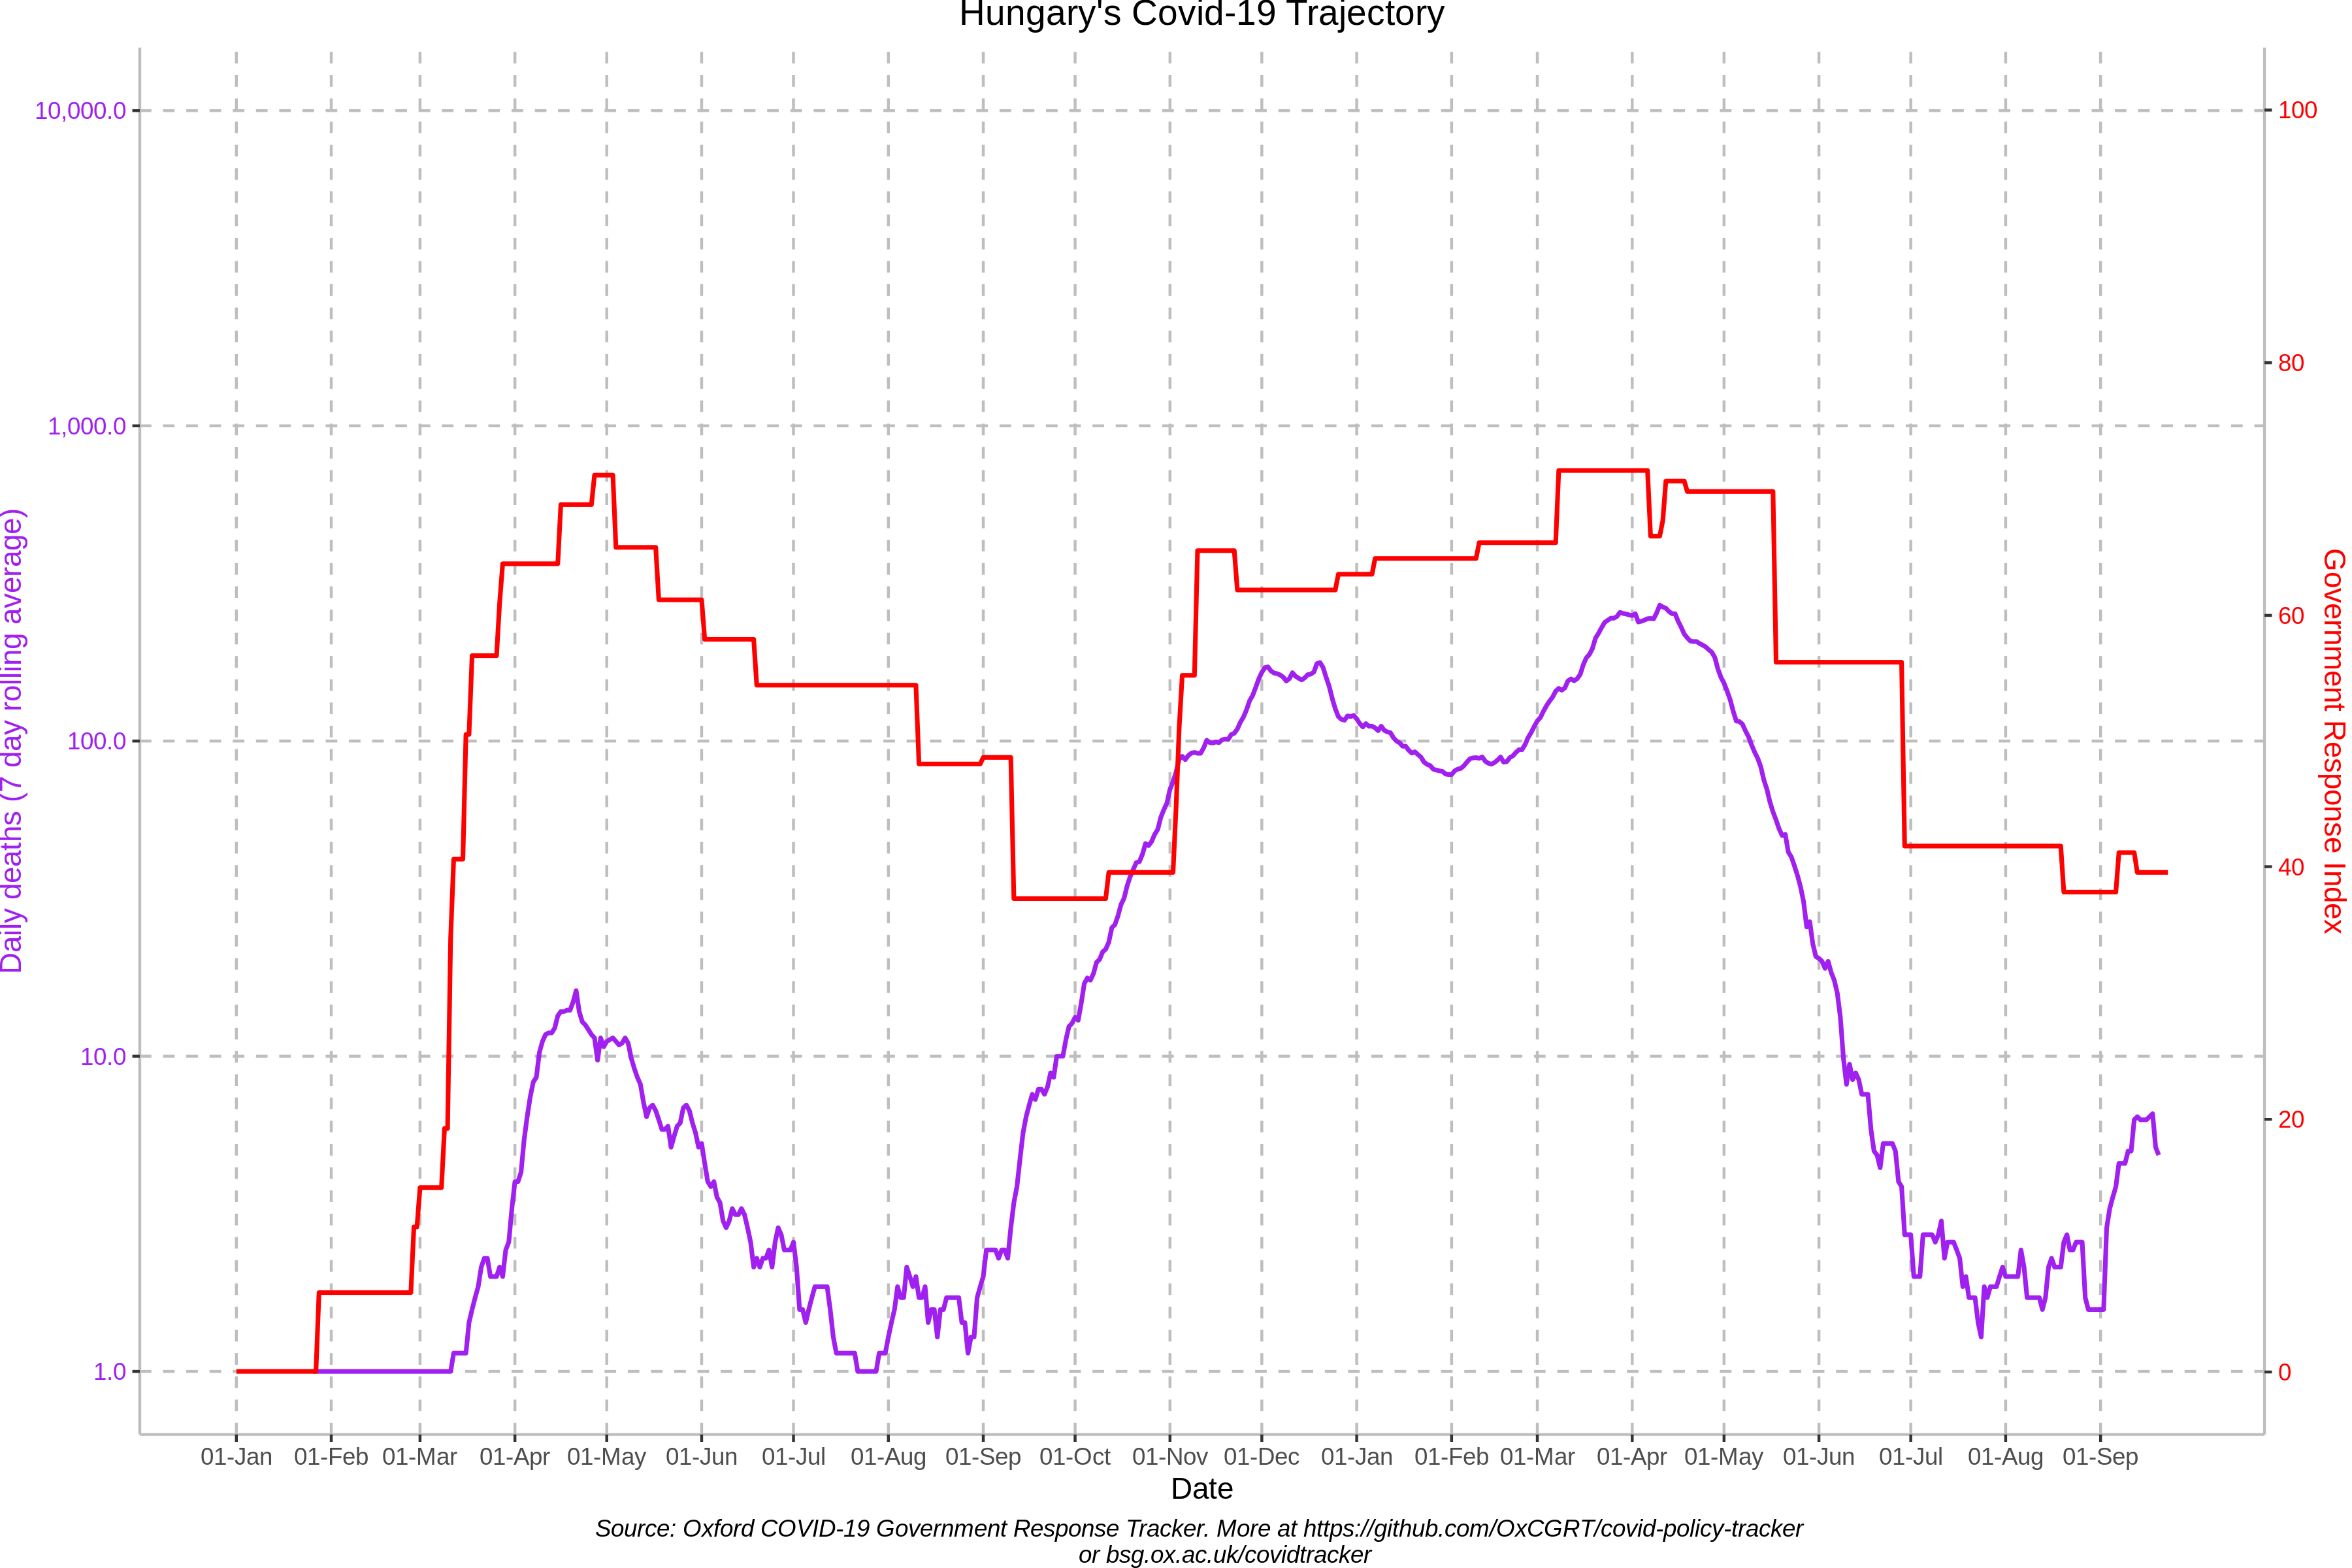 Hungary's Covid-19 Trajectory
10,000.0
1,000.0
100.0
10.0
1.0
Daily deaths (7 day rolling average)
100
80
60
40
20
0
Government Response Index
01-Jan 01-Feb 01-Mar 01-Apr 01-May 01-Jun 01-Jul 01-Aug 01-Sep 01-Oct 01-Nov 01-Dec 01-Jan 01-Feb 01-Mar 01-Apr 01-May 01-Jun 01-Jul 01-Aug 01-Sep
Date
Source: Oxford COVID-19 Government Response Tracker. More at https://github.com/OxCGRT/covid-policy-tracker
or bsg.ox.ac.uk/covidtracker